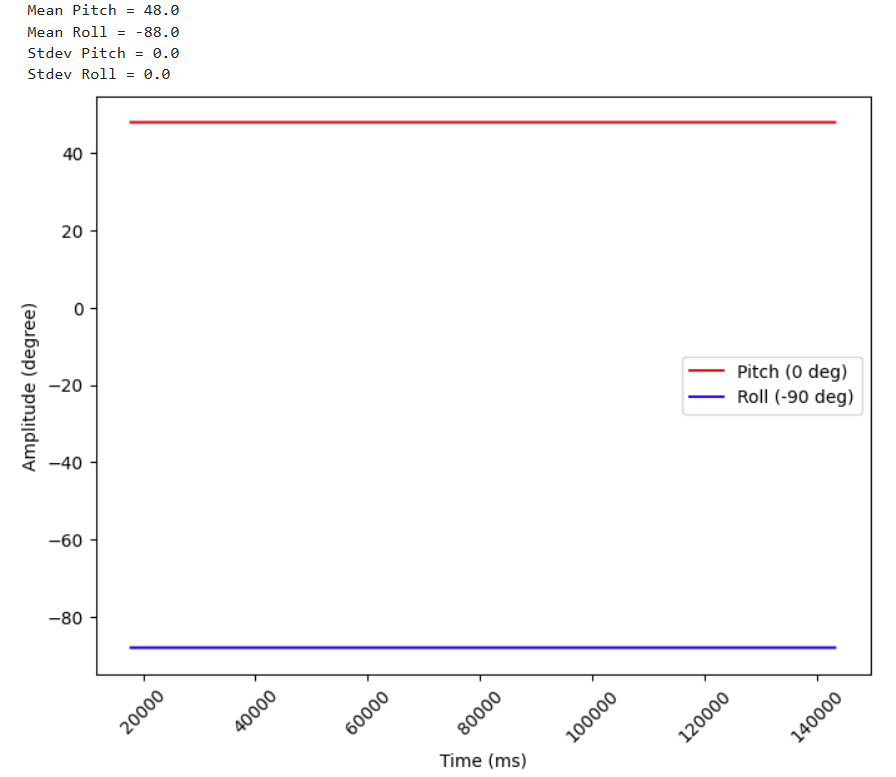 Mean Pitch = 48.0
Mean Roll = -88.0
Stdev Pitch = 0.0
Stdev Roll = 0.0
40
20
0
−20
−40
−60
−80
Amplitude (degree)
Pitch (0 deg)
Roll (-90 deg)
20000
40000
60000
80000
100000
120000
140000
Time (ms)